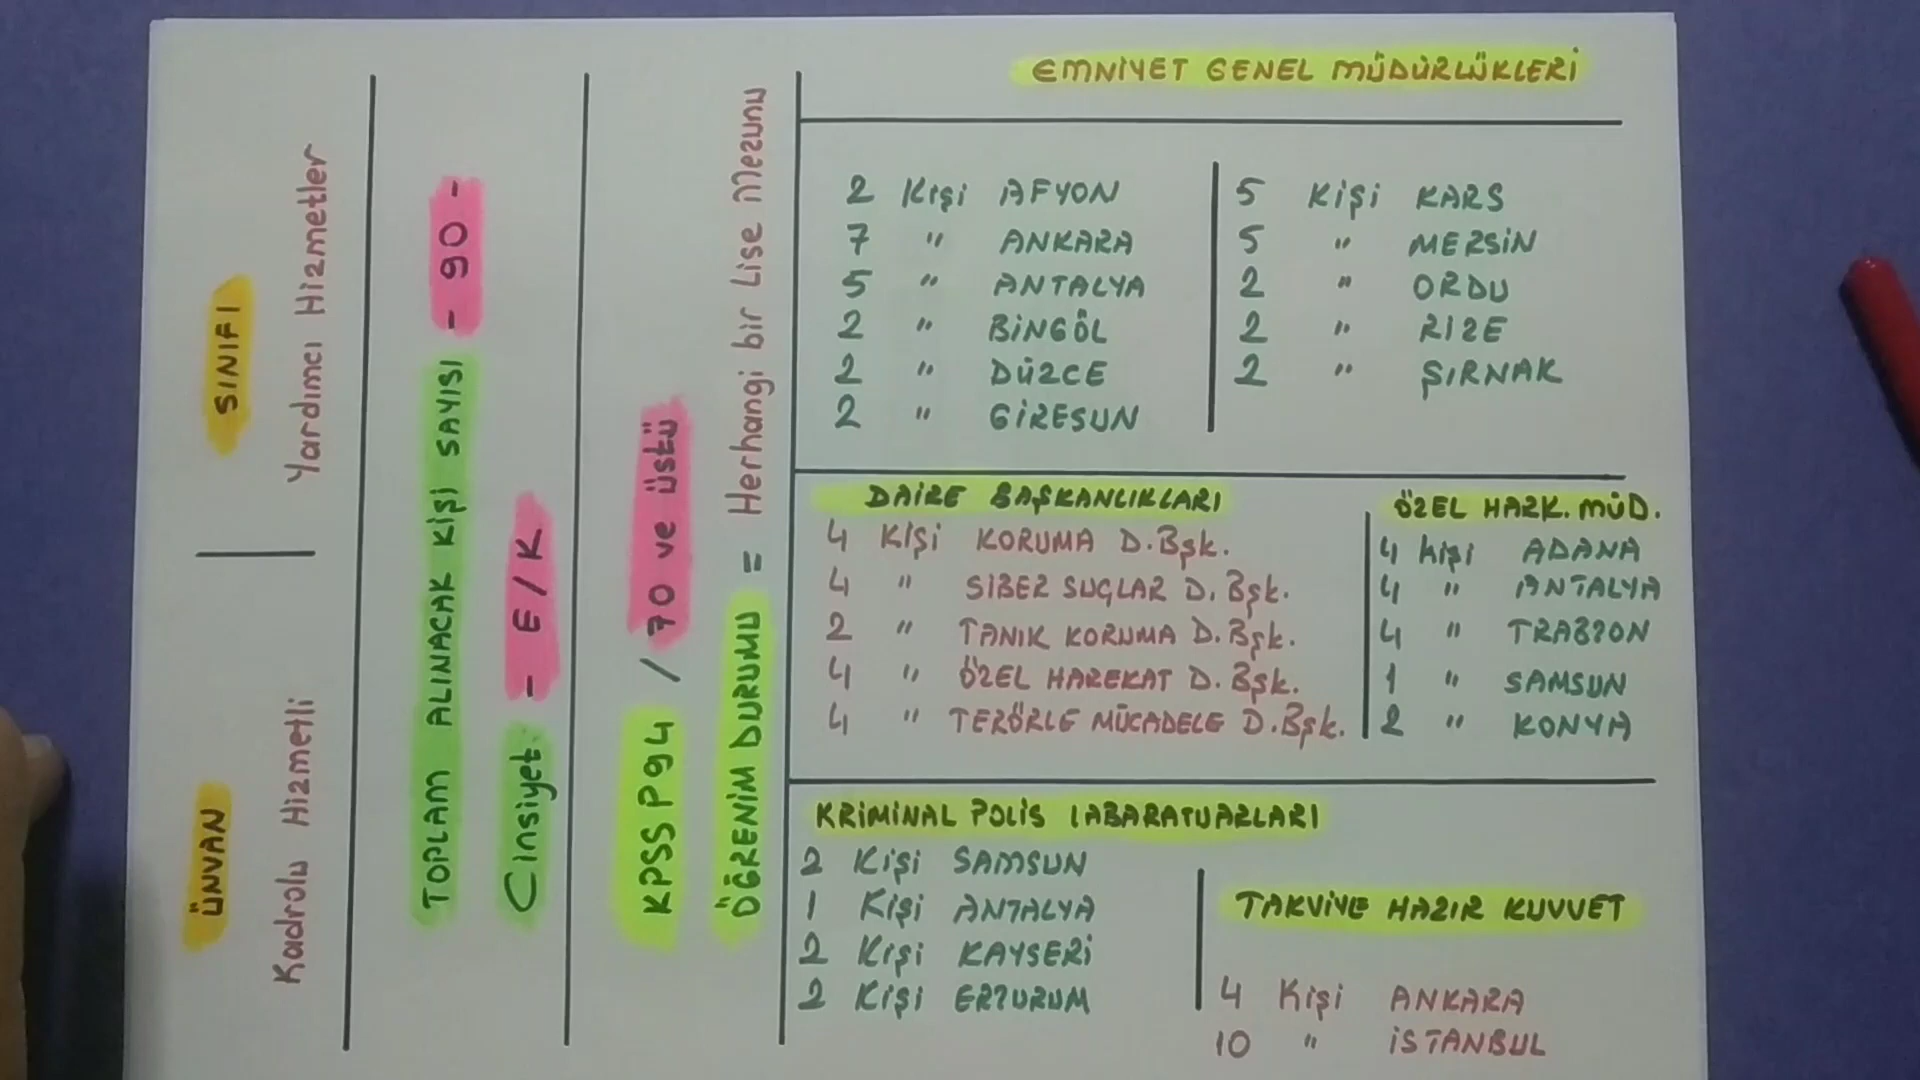 ÜNVAN
Kadrolu Hizmetli
SINIFI
Yardımcı Hizmetler
TOPLAM ALINACAK KİŞİ SAYISI - 90 -
Cinsiyet - E/K
KPSS P94 / 70 ve üstü
ÖĞRENİM DURUMU = Herhangi bir Lise Mezunu
EMNİYET GENEL MÜDÜRLÜKLERİ
2 Kişi AFYON
7 " ANKARA
5 " ANTALYA
2 " BİNGÖL
2 " DÜZCE
2 " GİRESUN
5 Kişi KARS
5 " MERSİN
2 " ORDU
2 " RIZE
2 " ŞIRNAK
DAİRE BAŞKANLIKLARI
4 Kişi KORUMA D.Bşk.
4 " SİBER SUÇLAR D. Bşk.
2 " TANIK KORUMA D. Bşk.
4 " ÖZEL HAREKAT D. Bşk.
4 " TERÖRLE MÜCADELE D.Bşk.
ÖZEL HARK. MÜD.
4 kişi ADANA
4 " ANTALYA
4 " TRABZON
1 " SAMSUN
2 " KONYA
KRİMİNAL POLİS LABARATUARLARI
2 Kişi SAMSUN
1 Kişi ANTALYA
2 Kişi KAYSERİ
2 Kişi ERZURUM
TAKVİYE HAZIR KUVVET
4 Kişi ANKARA
10 " İSTANBUL